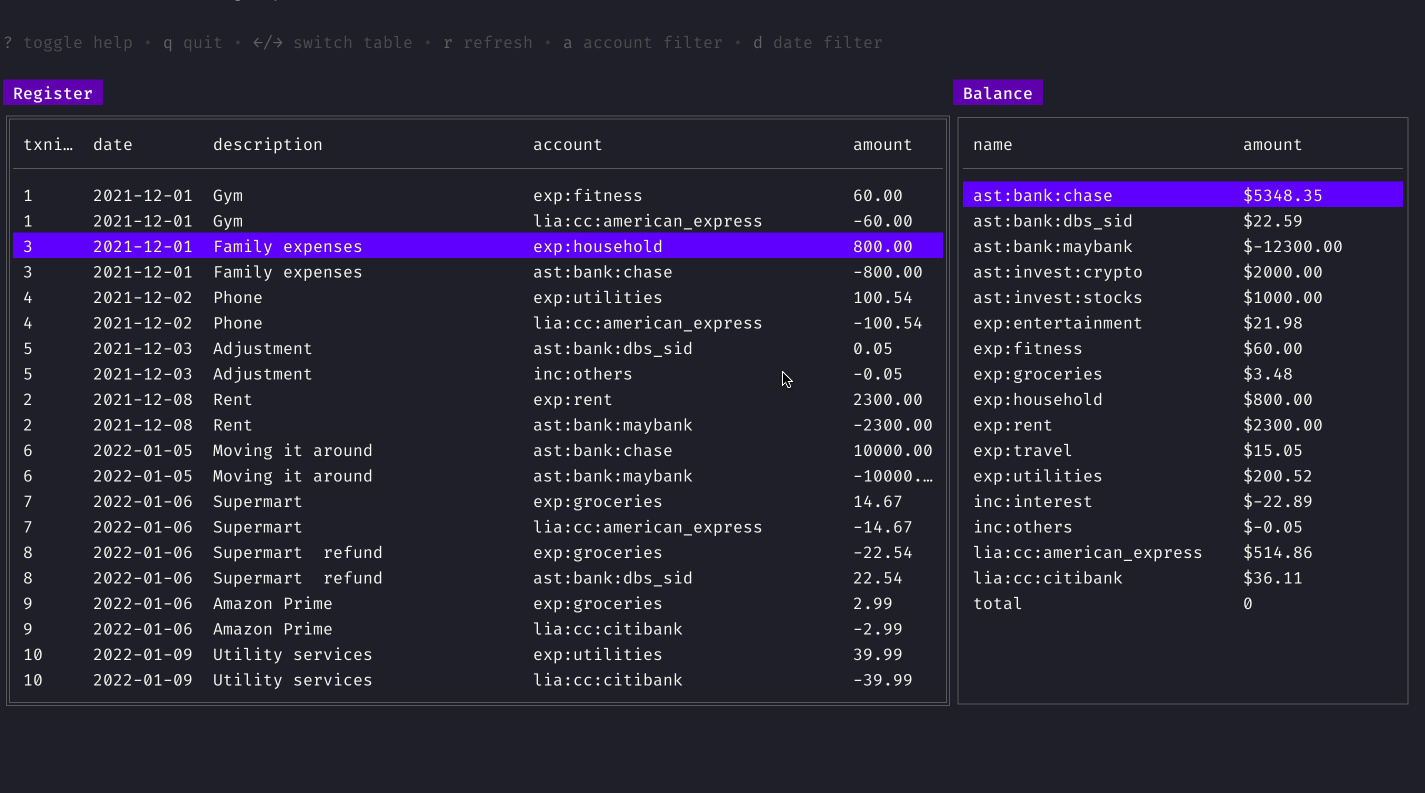 ? toggle help • q quit • ←/→ switch table • r refresh • a account filter • d date filter
Register
txni… date description account amount
1 2021-12-01 Gym exp:fitness 60.00
1 2021-12-01 Gym lia:cc:american_express -60.00
3 2021-12-01 Family expenses exp:household 800.00
3 2021-12-01 Family expenses ast:bank:chase -800.00
4 2021-12-02 Phone exp:utilities 100.54
4 2021-12-02 Phone lia:cc:american_express -100.54
5 2021-12-03 Adjustment ast:bank:dbs_sid 0.05
5 2021-12-03 Adjustment inc:others -0.05
2 2021-12-08 Rent exp:rent 2300.00
2 2021-12-08 Rent ast:bank:maybank -2300.00
6 2022-01-05 Moving it around ast:bank:chase 10000.00
6 2022-01-05 Moving it around ast:bank:maybank -10000.…
7 2022-01-06 Supermart exp:groceries 14.67
7 2022-01-06 Supermart lia:cc:american_express -14.67
8 2022-01-06 Supermart  refund exp:groceries -22.54
8 2022-01-06 Supermart  refund ast:bank:dbs_sid 22.54
9 2022-01-06 Amazon Prime exp:groceries 2.99
9 2022-01-06 Amazon Prime lia:cc:citibank -2.99
10 2022-01-09 Utility services exp:utilities 39.99
10 2022-01-09 Utility services lia:cc:citibank -39.99
Balance
name amount
ast:bank:chase $5348.35
ast:bank:dbs_sid $22.59
ast:bank:maybank $-12300.00
ast:invest:crypto $2000.00
ast:invest:stocks $1000.00
exp:entertainment $21.98
exp:fitness $60.00
exp:groceries $3.48
exp:household $800.00
exp:rent $2300.00
exp:travel $15.05
exp:utilities $200.52
inc:interest $-22.89
inc:others $-0.05
lia:cc:american_express $514.86
lia:cc:citibank $36.11
total 0